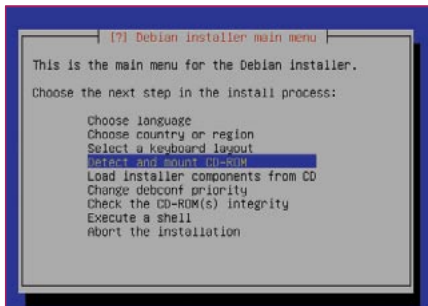 [?] Debian installer main menu
This is the main menu for the Debian installer.
Choose the next step in the install process:
Choose language
Choose country or region
Select a keyboard layout
Detect and mount CD-ROM
Load installer components from CD
Change debconf priority
Check the CD-ROM(s) integrity
Execute a shell
Abort the installation